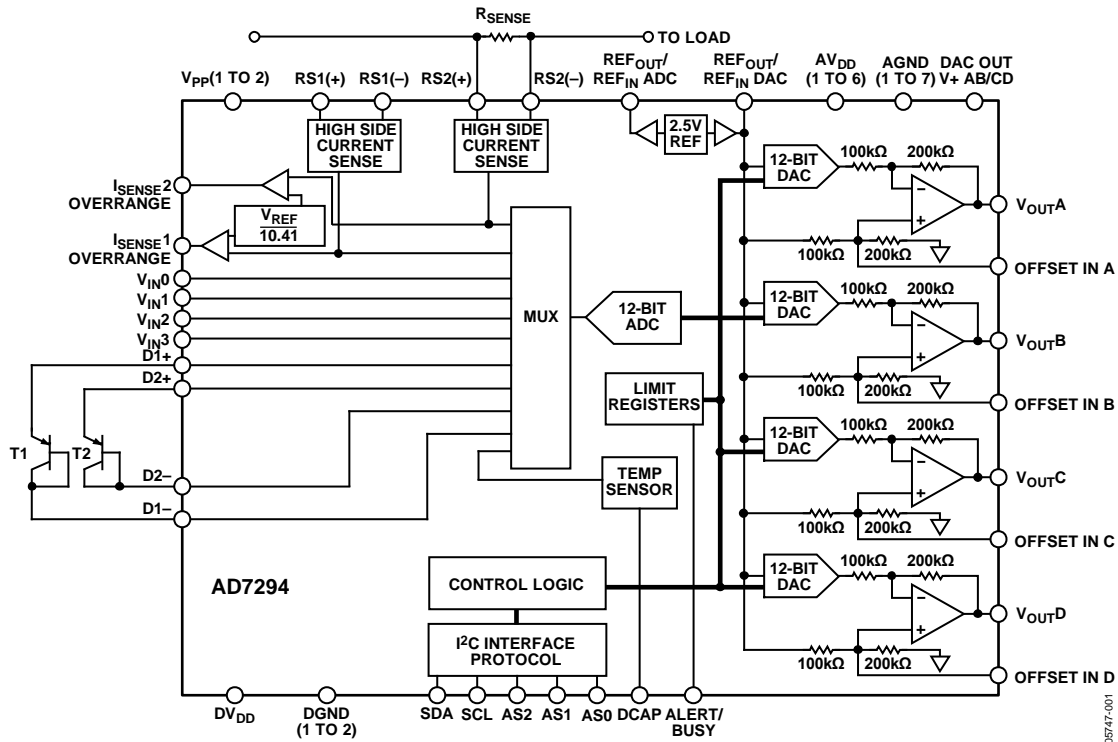 RSENSE
TO LOAD
VPP(1 TO 2)
RS1(+)
RS1(–)
RS2(+)
RS2(–)
REFOUT/
REFIN ADC
REFOUT/
REFIN DAC
AVDD
(1 TO 6)
AGND
(1 TO 7)
DAC OUT
V+ AB/CD
HIGH SIDE
CURRENT
SENSE
HIGH SIDE
CURRENT
SENSE
2.5V
REF
12-BIT
DAC
100kΩ
200kΩ
VOUTA
100kΩ
200kΩ
OFFSET IN A
ISENSE2
OVERRANGE
VREF
10.41
ISENSE1
OVERRANGE
VIN0
VIN1
VIN2
VIN3
D1+
D2+
MUX
12-BIT
ADC
12-BIT
DAC
100kΩ
200kΩ
VOUTB
100kΩ
200kΩ
OFFSET IN B
LIMIT
REGISTERS
T1
T2
D2–
D1–
TEMP
SENSOR
12-BIT
DAC
100kΩ
200kΩ
VOUTC
100kΩ
200kΩ
OFFSET IN C
AD7294
CONTROL LOGIC
I2C INTERFACE
PROTOCOL
12-BIT
DAC
100kΩ
200kΩ
VOUTD
100kΩ
200kΩ
OFFSET IN D
DVDD
DGND
(1 TO 2)
SDA
SCL
AS2
AS1
AS0
DCAP
ALERT/
BUSY
05747-001